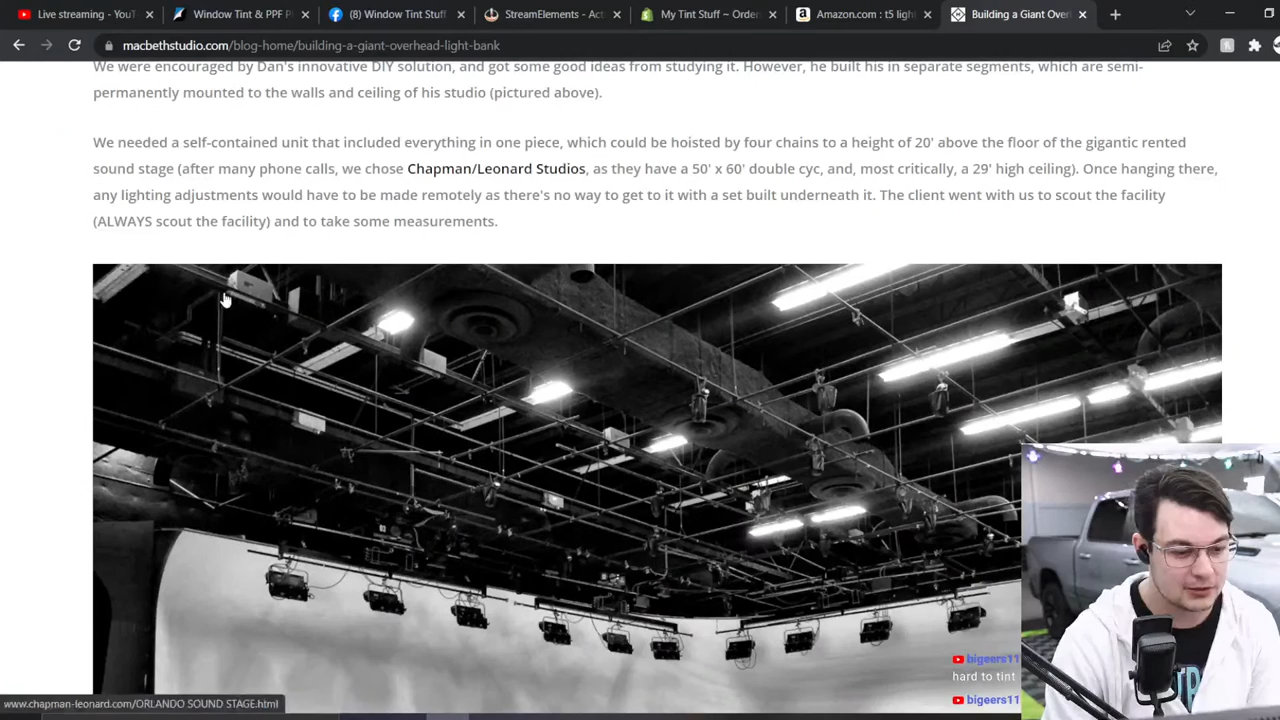 Live streaming - YouT
Window Tint & PPF P
(8) Window Tint Stuff
StreamElements - Act
My Tint Stuff ~ Order
Amazon.com : t5 light
Building a Giant Overh
macbethstudio.com/blog-home/building-a-giant-overhead-light-bank
We were encouraged by Dan's innovative DIY solution, and got some good ideas from studying it. However, he built his in separate segments, which are semi-
permanently mounted to the walls and ceiling of his studio (pictured above).
We needed a self-contained unit that included everything in one piece, which could be hoisted by four chains to a height of 20' above the floor of the gigantic rented
sound stage (after many phone calls, we chose Chapman/Leonard Studios, as they have a 50' x 60' double cyc, and, most critically, a 29' high ceiling). Once hanging there,
any lighting adjustments would have to be made remotely as there's no way to get to it with a set built underneath it. The client went with us to scout the facility
(ALWAYS scout the facility) and to take some measurements.
bigeers11
hard to tint
bigeers11
www.chapman-leonard.com/ORLANDO SOUND STAGE.html